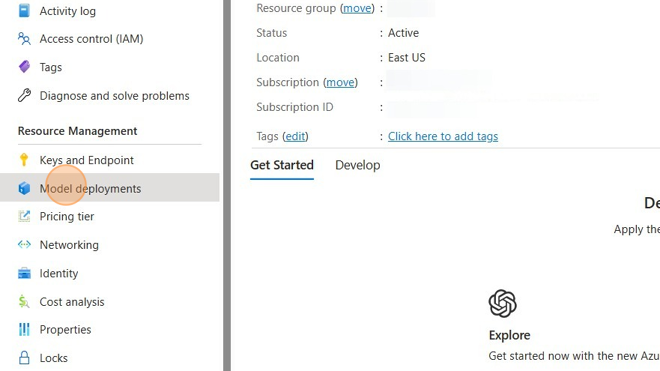 Activity log
Access control (IAM)
Tags
Diagnose and solve problems
Resource Management
Keys and Endpoint
Model deployments
Pricing tier
Networking
Identity
Cost analysis
Properties
Locks
Resource group (move) :
Status : Active
Location : East US
Subscription (move) :
Subscription ID :
Tags (edit) : Click here to add tags
Get Started Develop
De
Apply the
Explore
Get started now with the new Azu